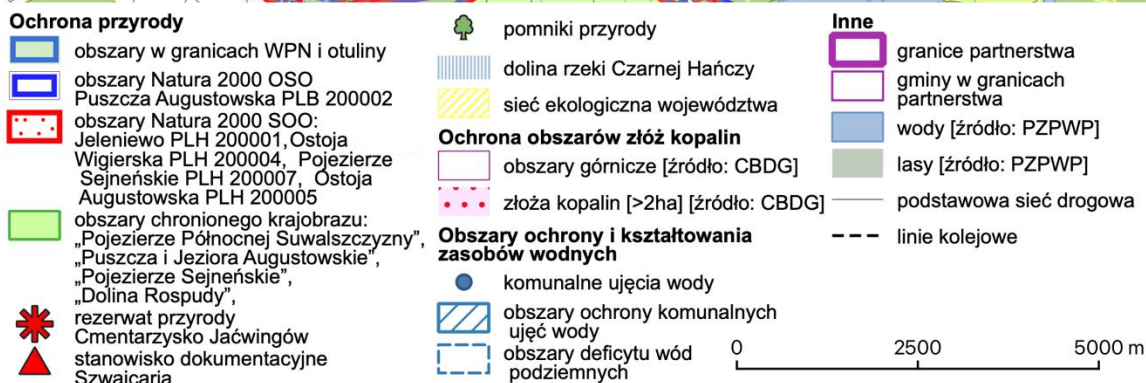 Ochrona przyrody
obszary w granicach WPN i otuliny
obszary Natura 2000 OSO
Puszcza Augustowska PLB 200002
obszary Natura 2000 SOO:
Jeleniewo PLH 200001,Ostoja
Wigierska PLH 200004, Pojezierze
Sejneńskie PLH 200007, Ostoja
Augustowska PLH 200005
obszary chronionego krajobrazu:
„Pojezierze Północnej Suwalszczyzny”,
„Puszcza i Jeziora Augustowskie”,
„Pojezierze Sejneńskie”,
„Dolina Rospudy”,
rezerwat przyrody
Cmentarzysko Jaćwingów
stanowisko dokumentacyjne
Szwajcaria
pomniki przyrody
dolina rzeki Czarnej Hańczy
sieć ekologiczna województwa
Ochrona obszarów złóż kopalin
obszary górnicze [źródło: CBDG]
złoża kopalin [>2ha] [źródło: CBDG]
Obszary ochrony i kształtowania
zasobów wodnych
komunalne ujęcia wody
obszary ochrony komunalnych
ujęć wody
obszary deficytu wód
podziemnych
Inne
granice partnerstwa
gminy w granicach
partnerstwa
wody [źródło: PZPWP]
lasy [źródło: PZPWP]
podstawowa sieć drogowa
linie kolejowe
0 2500 5000 m